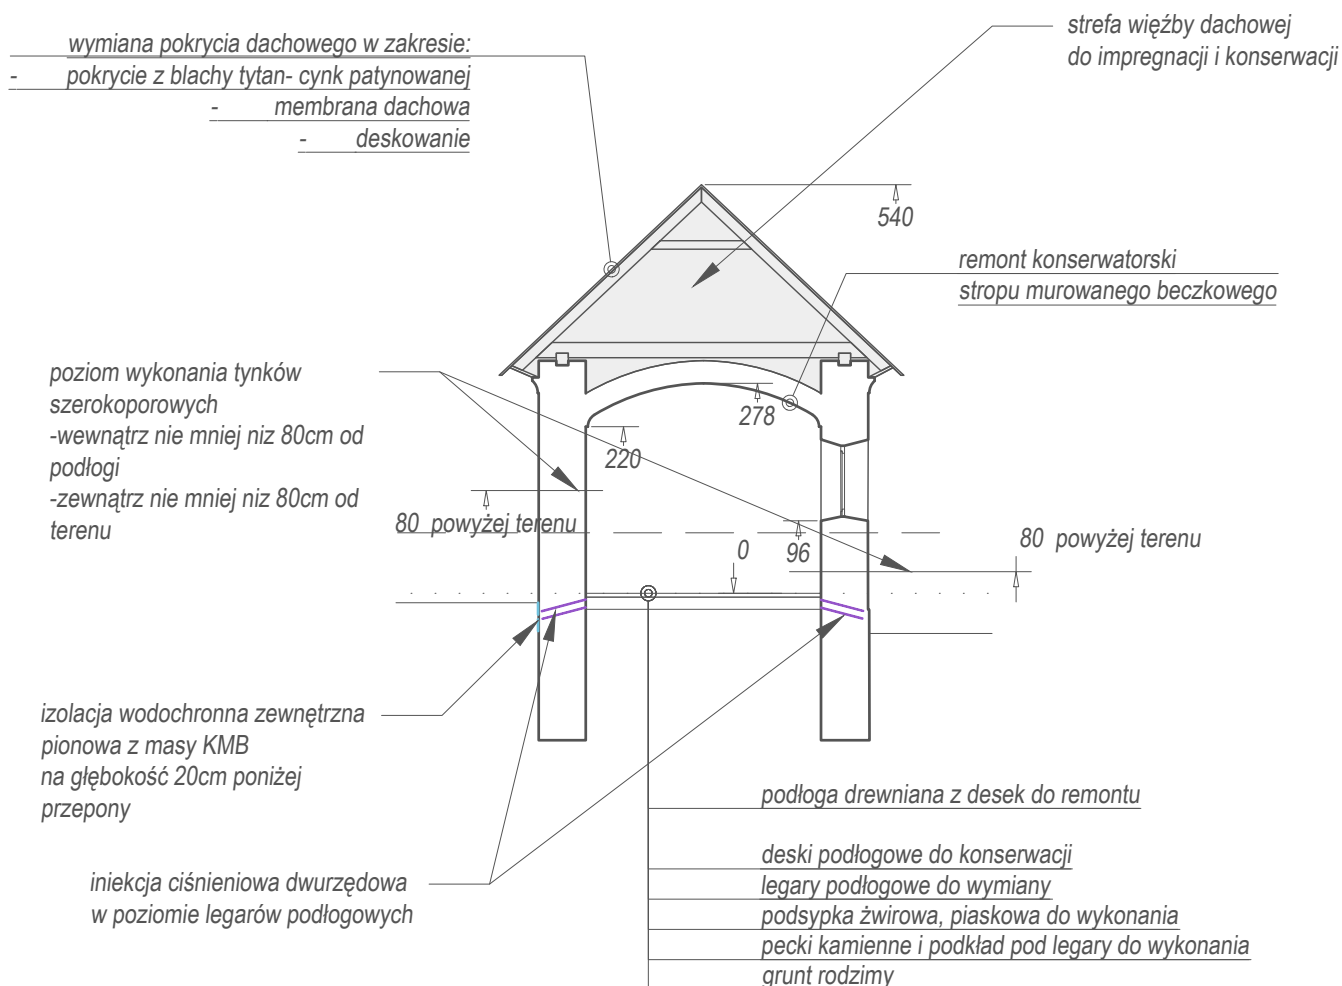 wymiana pokrycia dachowego w zakresie:
- pokrycie z blachy tytan- cynk patynowanej
- membrana dachowa
- deskowanie
strefa więźby dachowej
do impregnacji i konserwacji
540
remont konserwatorski
stropu murowanego beczkowego
poziom wykonania tynków
szerokoporowych
-wewnątrz nie mniej niz 80cm od
podłogi
-zewnątrz nie mniej niz 80cm od
terenu
278
220
80 powyżej terenu
96
0
80 powyżej terenu
izolacja wodochronna zewnętrzna
pionowa z masy KMB
na głębokość 20cm poniżej
przepony
iniekcja ciśnieniowa dwurzędowa
w poziomie legarów podłogowych
podłoga drewniana z desek do remontu
deski podłogowe do konserwacji
legary podłogowe do wymiany
podsypka żwirowa, piaskowa do wykonania
pecki kamienne i podkład pod legary do wykonania
grunt rodzimy